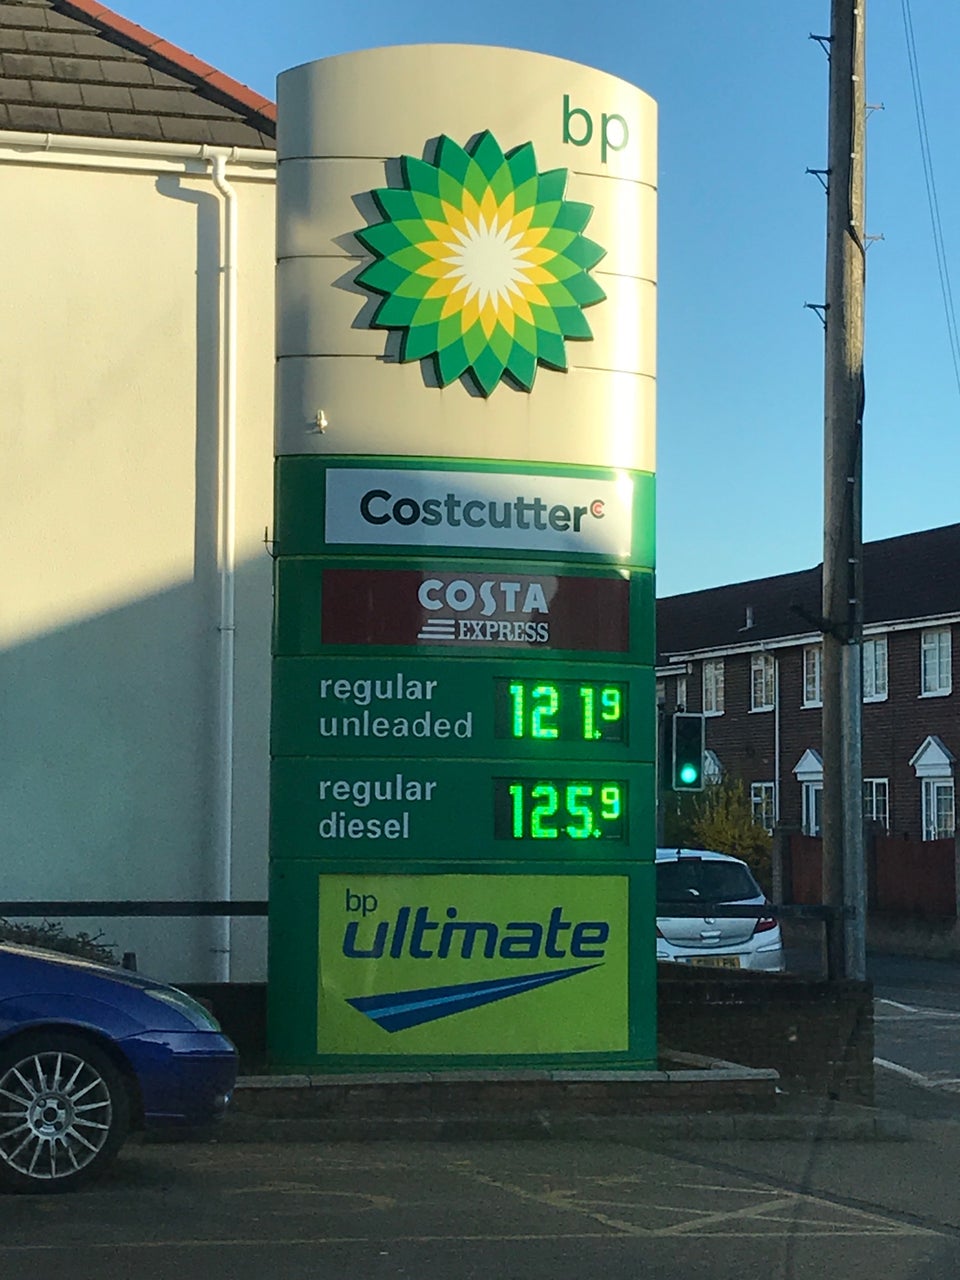 bp
Costcutter
COSTA
EXPRESS
regular
unleaded
121.9
regular
diesel
125.9
bp
ultimate